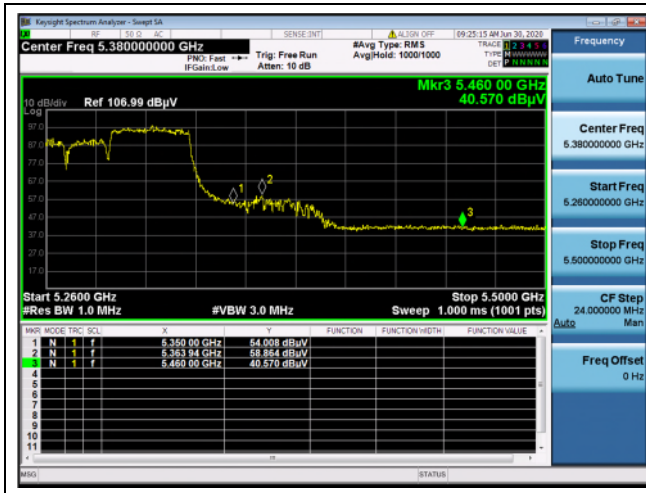 Keysight Spectrum Analyzer - Swept SA
RF 50 Ω AC SENSE:INT ALIGN OFF 09:25:15 AM Jun 30, 2020
Center Freq 5.380000000 GHz
PNO: Fast
IFGain:Low
Trig: Free Run
Atten: 10 dB
#Avg Type: RMS
Avg|Hold: 1000/1000
TRACE 1 2 3 4 5 6
TYPE M W W W W W
DET P N N N N N
Mkr3 5.460 00 GHz
40.570 dBµV
10 dB/div Ref 106.99 dBµV
Log
97.0
87.0
77.0
67.0
57.0
47.0
37.0
27.0
17.0
1
2
3
Start 5.2600 GHz Stop 5.5000 GHz
#Res BW 1.0 MHz #VBW 3.0 MHz Sweep 1.000 ms (1001 pts)
MKR MODE TRC SCL X Y FUNCTION FUNCTION WIDTH FUNCTION VALUE
1 N 1 f 5.350 00 GHz 54.008 dBµV
2 N 1 f 5.363 94 GHz 58.864 dBµV
3 N 1 f 5.460 00 GHz 40.570 dBµV
4
5
6
7
8
9
10
11
MSG STATUS
Frequency
Auto Tune
Center Freq
5.380000000 GHz
Start Freq
5.260000000 GHz
Stop Freq
5.500000000 GHz
CF Step
24.000000 MHz
Auto Man
Freq Offset
0 Hz